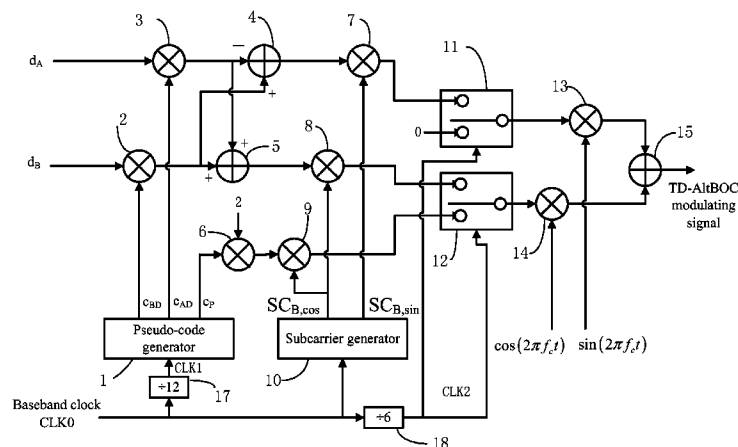 3
4
7
11
−
d_A
13
2
+
0
15
8
+
5
d_B
+
TD-AltBOC
modulating
signal
2
9
6
12
14
c_BD
c_AD
c_P
SC_B,cos
SC_B,sin
Pseudo-code
generator
Subcarrier generator
cos(2πf_c t)
sin(2πf_c t)
1
CLK1
10
÷12
17
CLK2
Baseband clock
CLK0
÷6
18